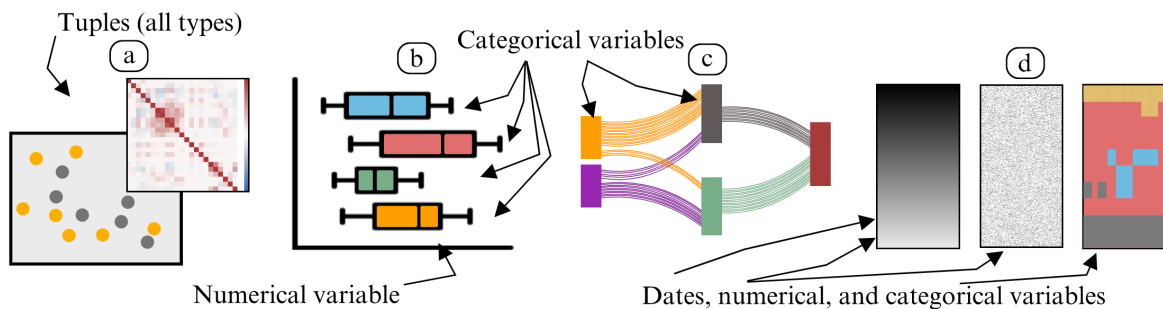 Tuples (all types)
a
b
Categorical variables
c
d
Numerical variable
Dates, numerical, and categorical variables